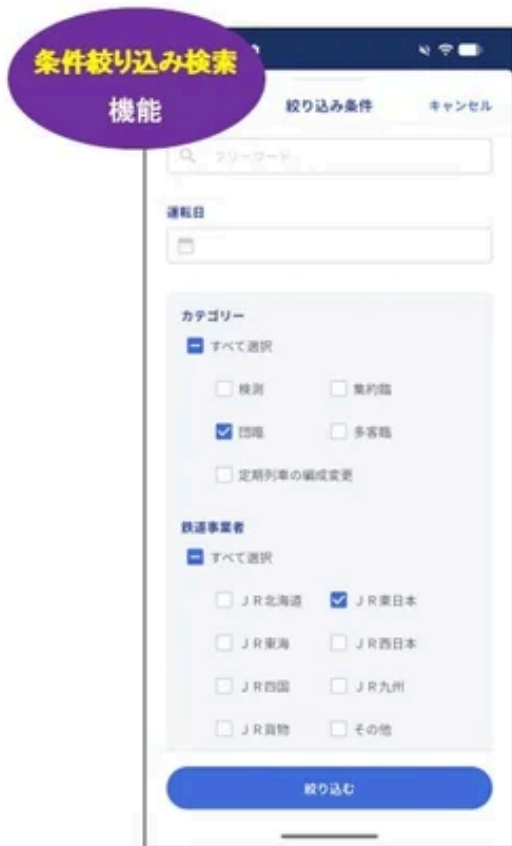 条件絞り込み検索
機能
絞り込み条件
キャンセル
フリーワード
運転日
カテゴリー
すべて選択
検測
集約臨
団臨
多客臨
定期列車の編成変更
鉄道事業者
すべて選択
JR北海道
JR東日本
JR東海
JR西日本
JR四国
JR九州
JR貨物
その他
絞り込む